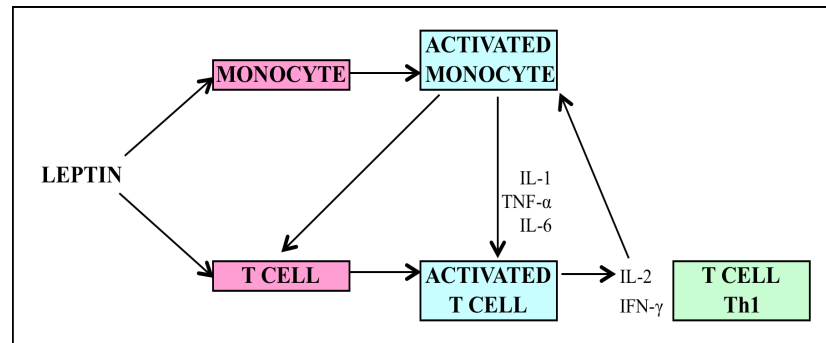 MONOCYTE
ACTIVATED
MONOCYTE
LEPTIN
IL-1
TNF-α
IL-6
T CELL
ACTIVATED
T CELL
IL-2
IFN-γ
T CELL
Th1